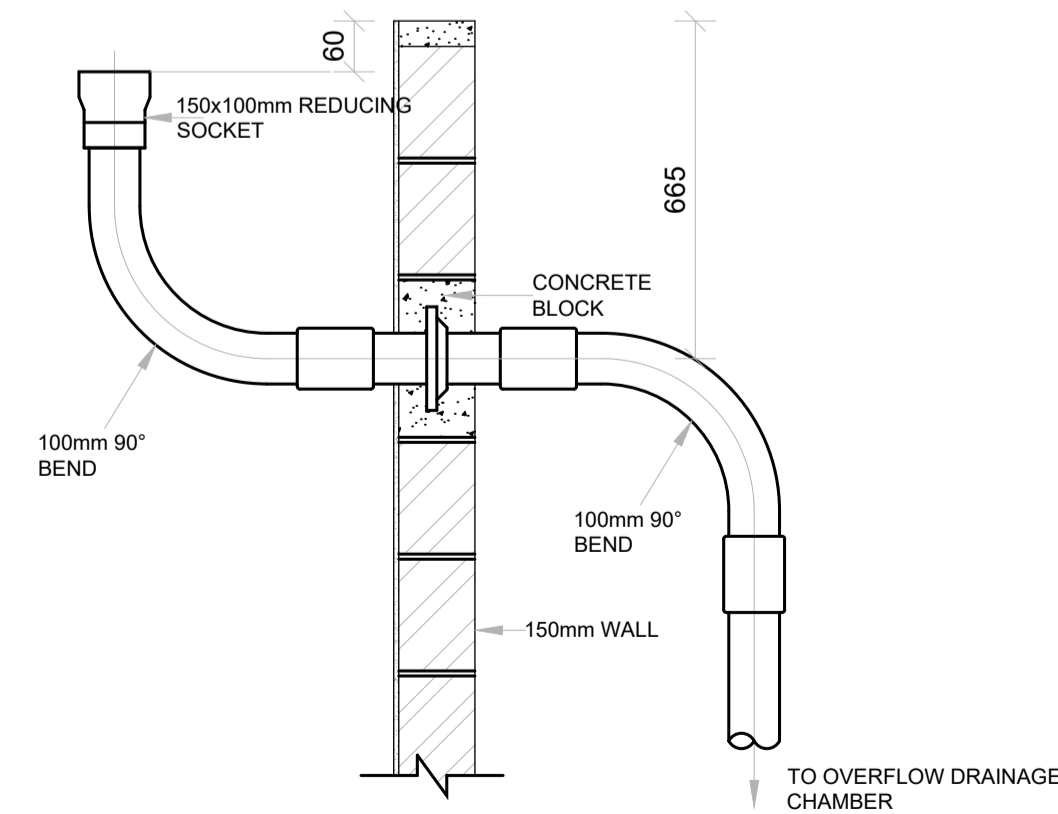 60
150x100mm REDUCING
SOCKET
665
CONCRETE
BLOCK
100mm 90°
BEND
100mm 90°
BEND
150mm WALL
TO OVERFLOW DRAINAGE
CHAMBER